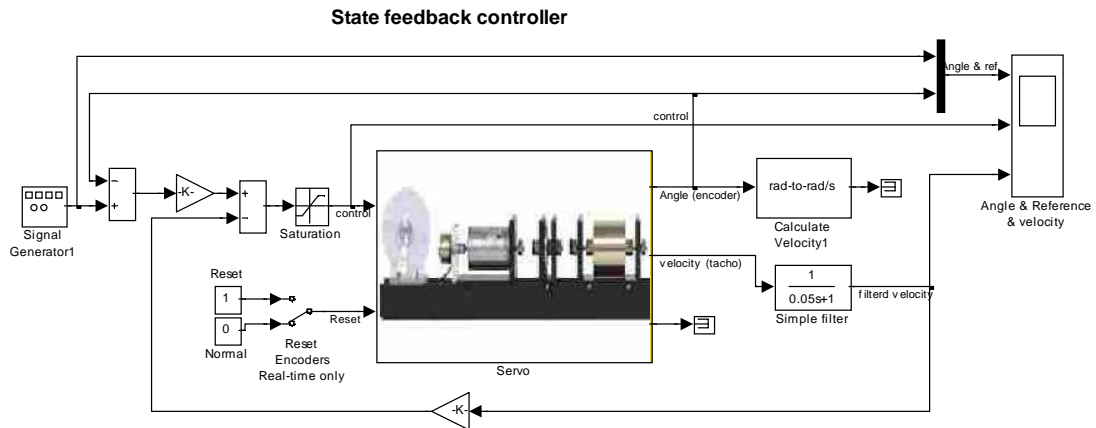 State feedback controller
Angle & ref
control
-K-
-
+
+
-
Signal
Generator1
Saturation
control
Angle (encoder)
rad-to-rad/s
Calculate
Velocity1
Angle & Reference
& velocity
velocity (tacho)
1
0.05s+1
filterd velocity
Simple filter
Reset
1
0
Normal
Reset
Encoders
Real-time only
Reset
Servo
-K-